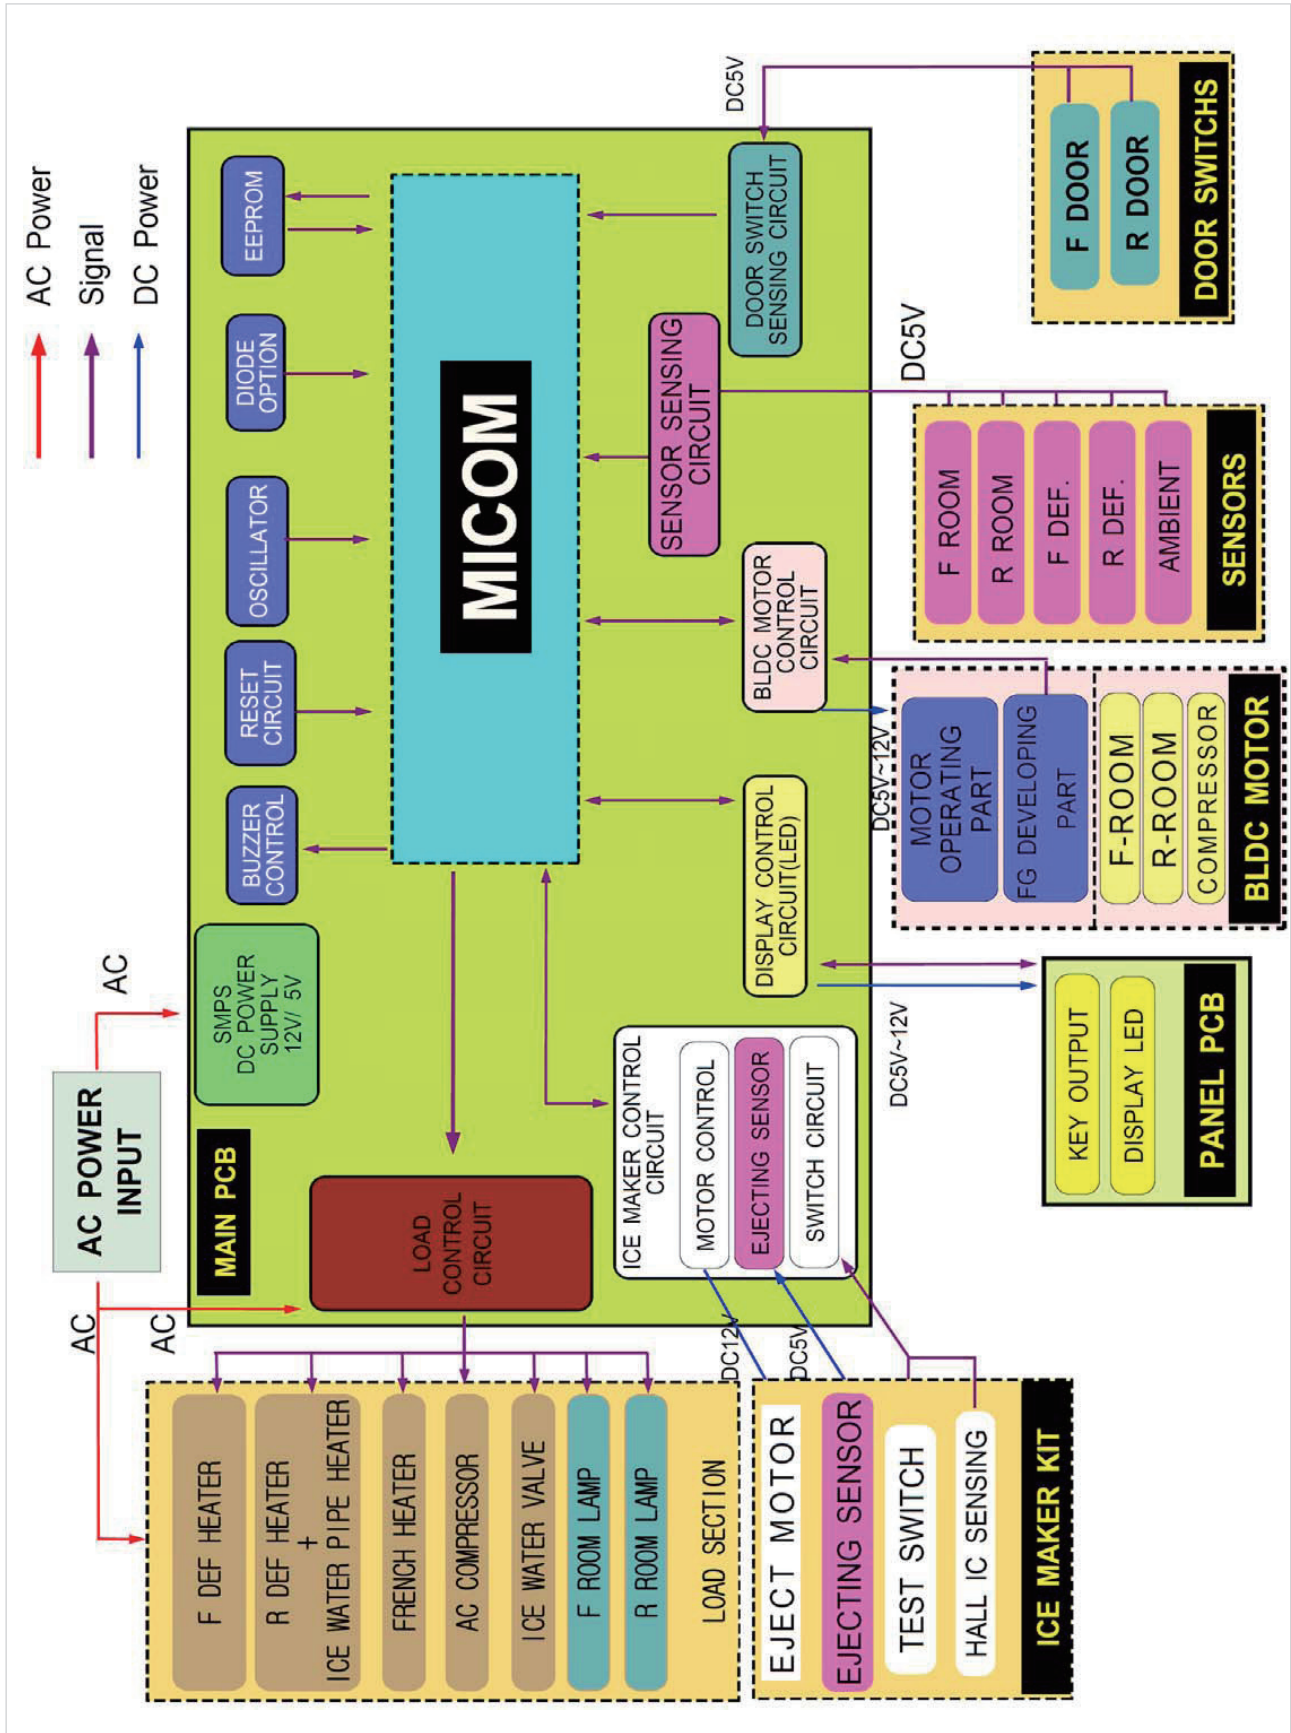 AC Power
Signal
DC Power
AC POWER
INPUT
AC
AC
AC
MAIN PCB
SMPS
DC POWER
SUPPLY
12V/ 5V
BUZZER
CONTROL
RESET
CIRCUIT
OSCILLATOR
DIODE
OPTION
EEPROM
MICOM
LOAD
CONTROL
CIRCUIT
ICE MAKER CONTROL
CIRCUIT
MOTOR CONTROL
EJECTING SENSOR
SWITCH CIRCUIT
DISPLAY CONTROL
CIRCUIT(LED)
BLDC MOTOR
CONTROL
CIRCUIT
SENSOR SENSING
CIRCUIT
DOOR SWITCH
SENSING CIRCUIT
F DEF HEATER
R DEF HEATER
+
ICE WATER PIPE HEATER
FRENCH HEATER
AC COMPRESSOR
ICE WATER VALVE
F ROOM LAMP
R ROOM LAMP
LOAD SECTION
DC12V
DC5V
EJECT MOTOR
EJECTING SENSOR
TEST SWITCH
HALL IC SENSING
ICE MAKER KIT
DC5V~12V
KEY OUTPUT
DISPLAY LED
PANEL PCB
DC5V~12V
MOTOR
OPERATING
PART
FG DEVELOPING
PART
F-ROOM
R-ROOM
COMPRESSOR
BLDC MOTOR
DC5V
F ROOM
R ROOM
F DEF.
R DEF.
AMBIENT
SENSORS
DC5V
F DOOR
R DOOR
DOOR SWITCHS